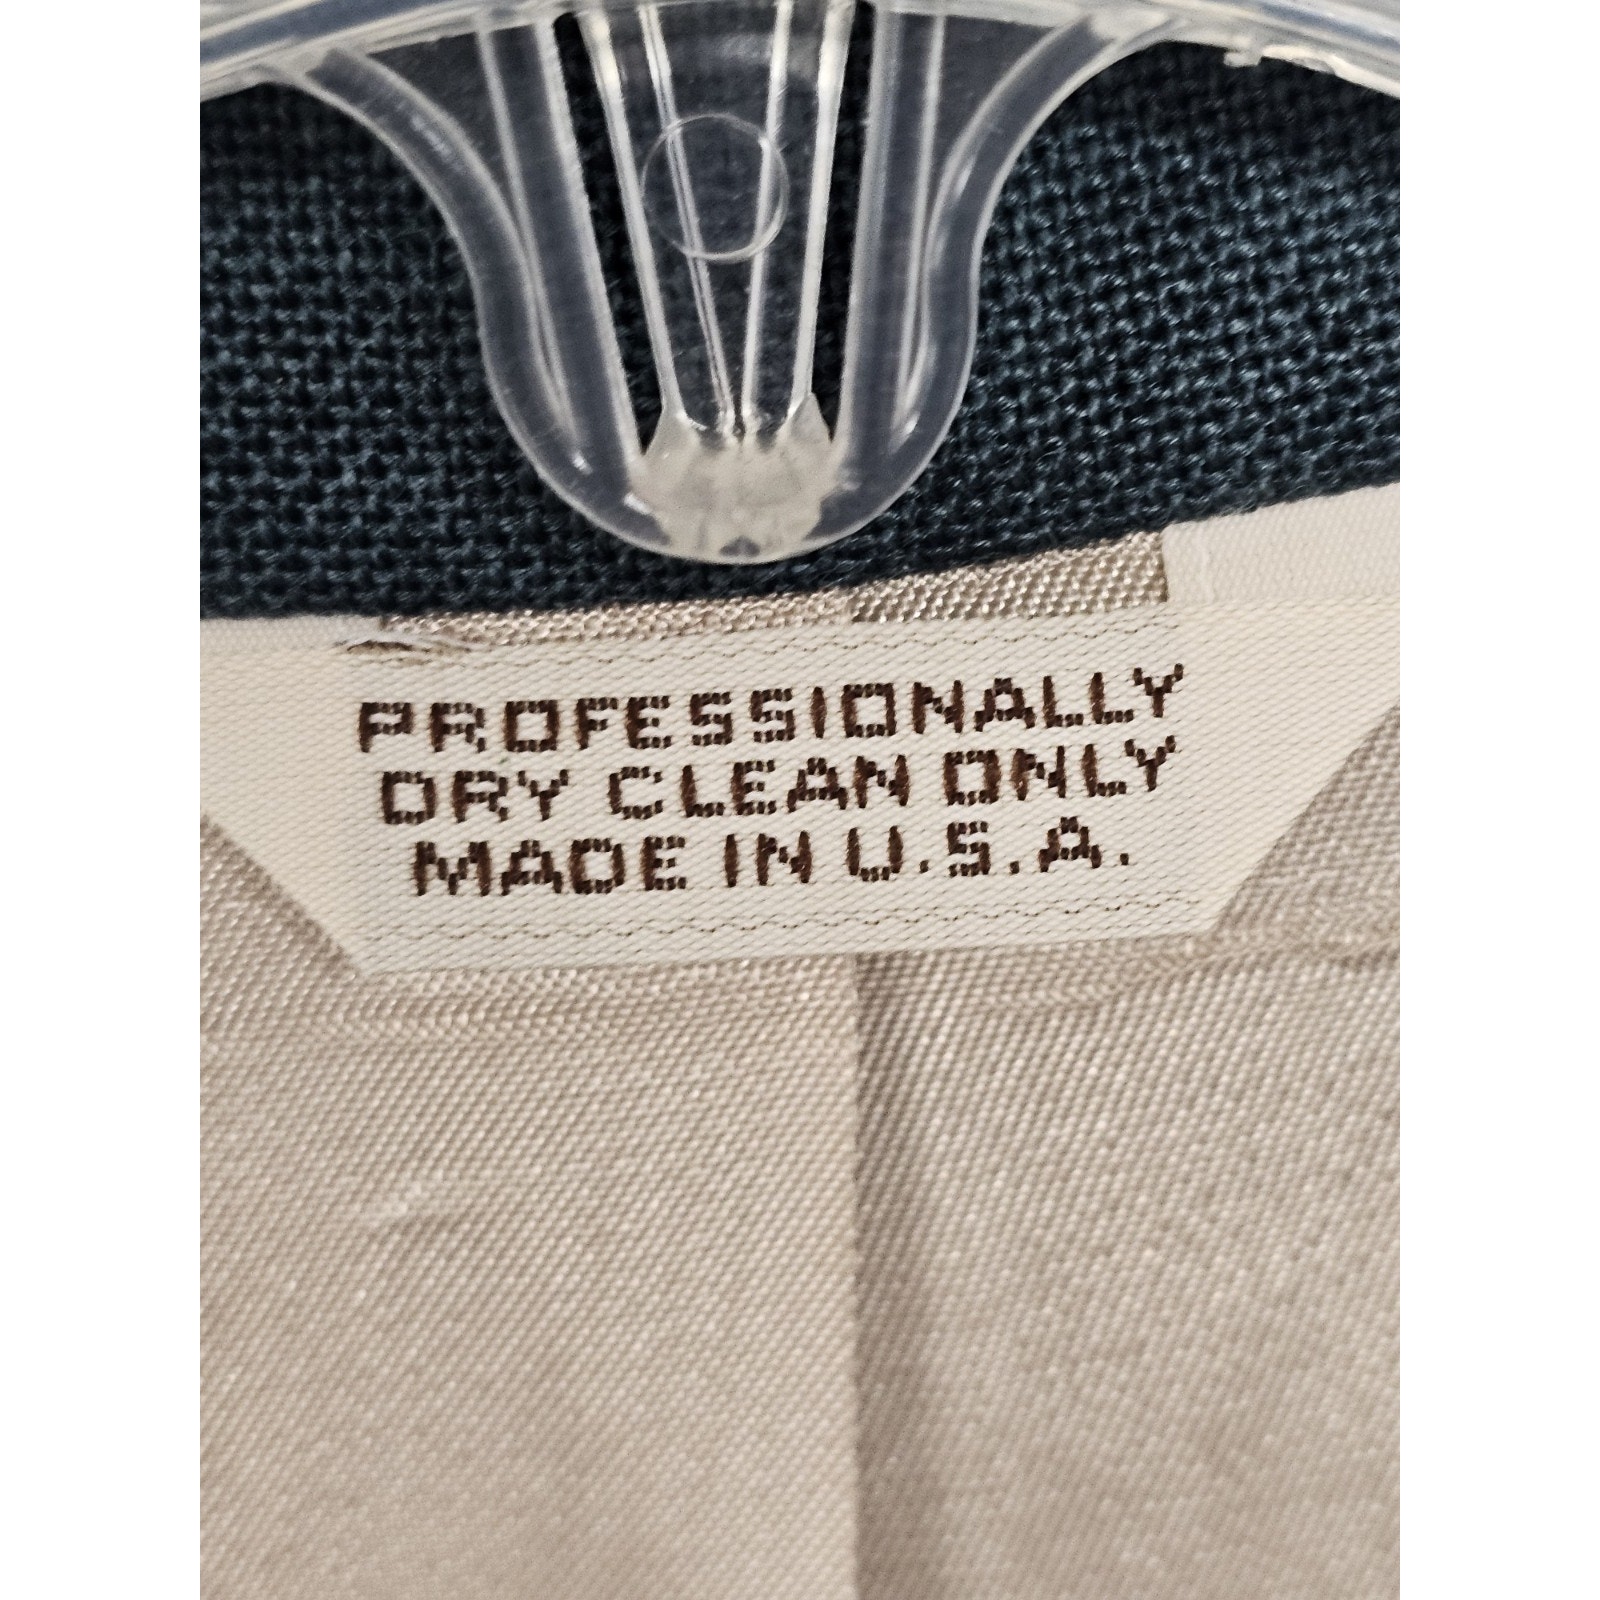 PROFESSIONALLY
DRY CLEAN ONLY
MADE IN U.S.A.